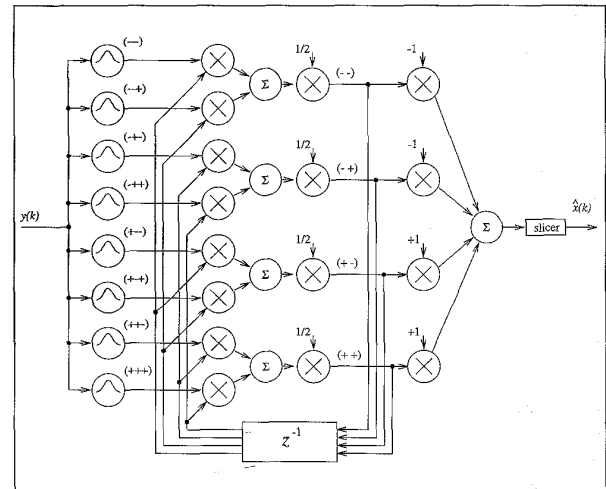 (---)
(--+)
(-+-)
(-++)
(+--)
(+-+)
(++-)
(+++)
y(k)
Σ
Σ
Σ
Σ
1/2
1/2
1/2
1/2
(- -)
(- +)
(+ -)
(+ +)
-1
-1
+1
+1
Σ
slicer
x̂(k)
z⁻¹